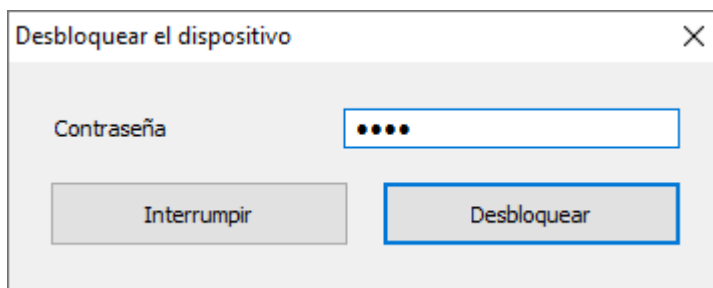 Desbloquear el dispositivo
Contraseña ••••
Interrumpir Desbloquear